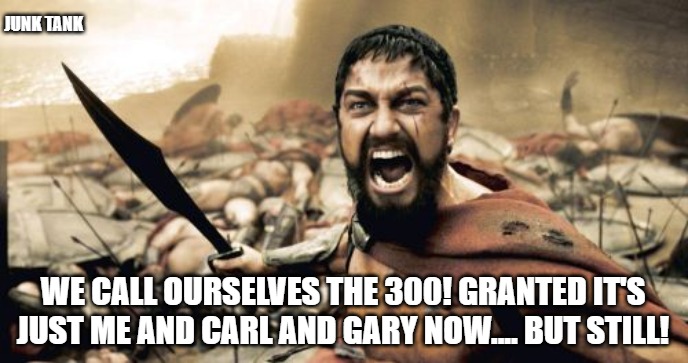 JUNK TANK
WE CALL OURSELVES THE 300! GRANTED IT'S
JUST ME AND CARL AND GARY NOW.... BUT STILL!